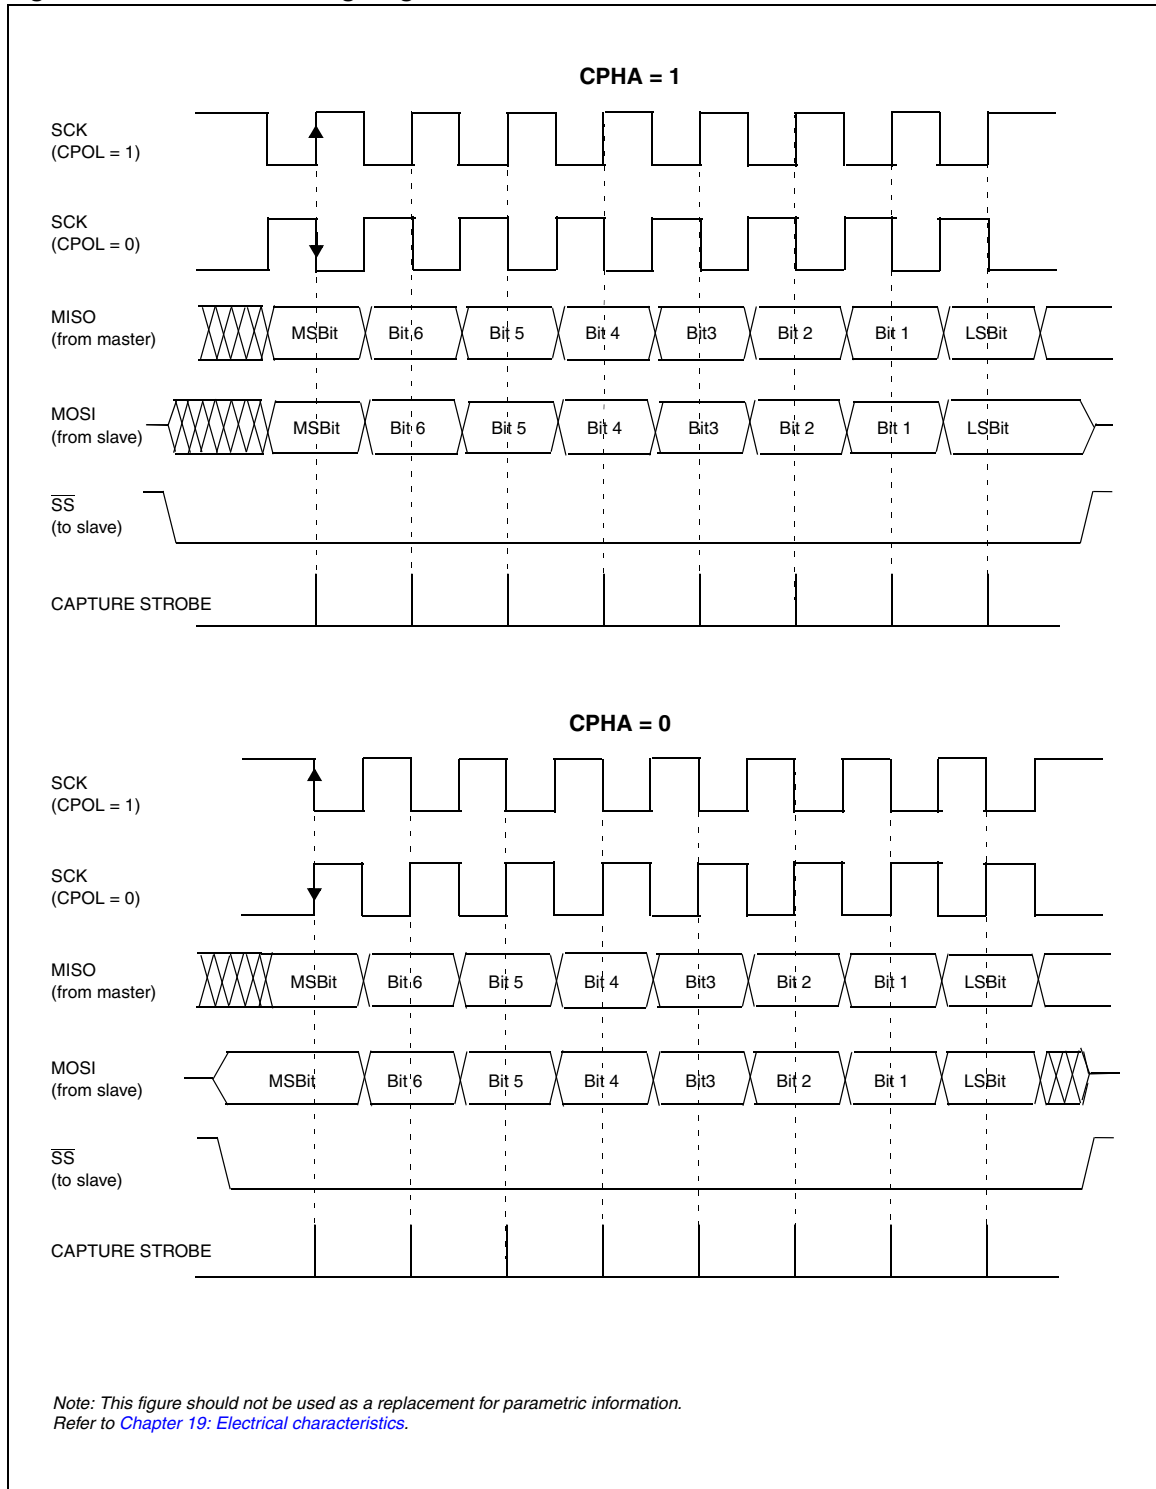 CPHA = 1
SCK
(CPOL = 1)
SCK
(CPOL = 0)
MISO
(from master)
MSBit Bit 6 Bit 5 Bit 4 Bit3 Bit 2 Bit 1 LSBit
MOSI
(from slave)
MSBit Bit 6 Bit 5 Bit 4 Bit3 Bit 2 Bit 1 LSBit
SS
(to slave)
CAPTURE STROBE
CPHA = 0
SCK
(CPOL = 1)
SCK
(CPOL = 0)
MISO
(from master)
MSBit Bit 6 Bit 5 Bit 4 Bit3 Bit 2 Bit 1 LSBit
MOSI
(from slave)
MSBit Bit 6 Bit 5 Bit 4 Bit3 Bit 2 Bit 1 LSBit
SS
(to slave)
CAPTURE STROBE
Note: This figure should not be used as a replacement for parametric information.
Refer to Chapter 19: Electrical characteristics.